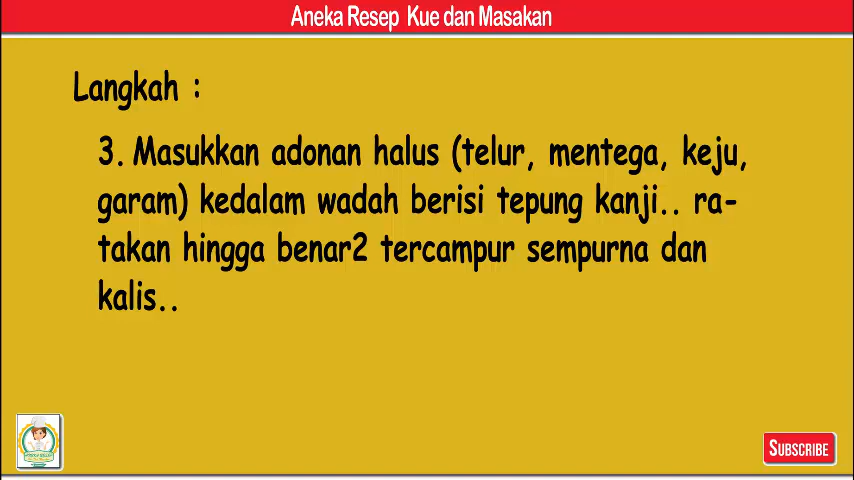 Aneka Resep Kue dan Masakan
Langkah :
3. Masukkan adonan halus (telur, mentega, keju,
garam) kedalam wadah berisi tepung kanji.. ra-
takan hingga benar2 tercampur sempurna dan
kalis..
SUBSCRIBE